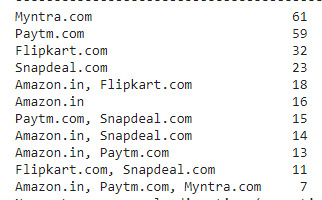 Myntra.com 61
Paytm.com 59
Flipkart.com 32
Snapdeal.com 23
Amazon.in, Flipkart.com 18
Amazon.in 16
Paytm.com, Snapdeal.com 15
Amazon.in, Snapdeal.com 14
Amazon.in, Paytm.com 13
Flipkart.com, Snapdeal.com 11
Amazon.in, Paytm.com, Myntra.com 7